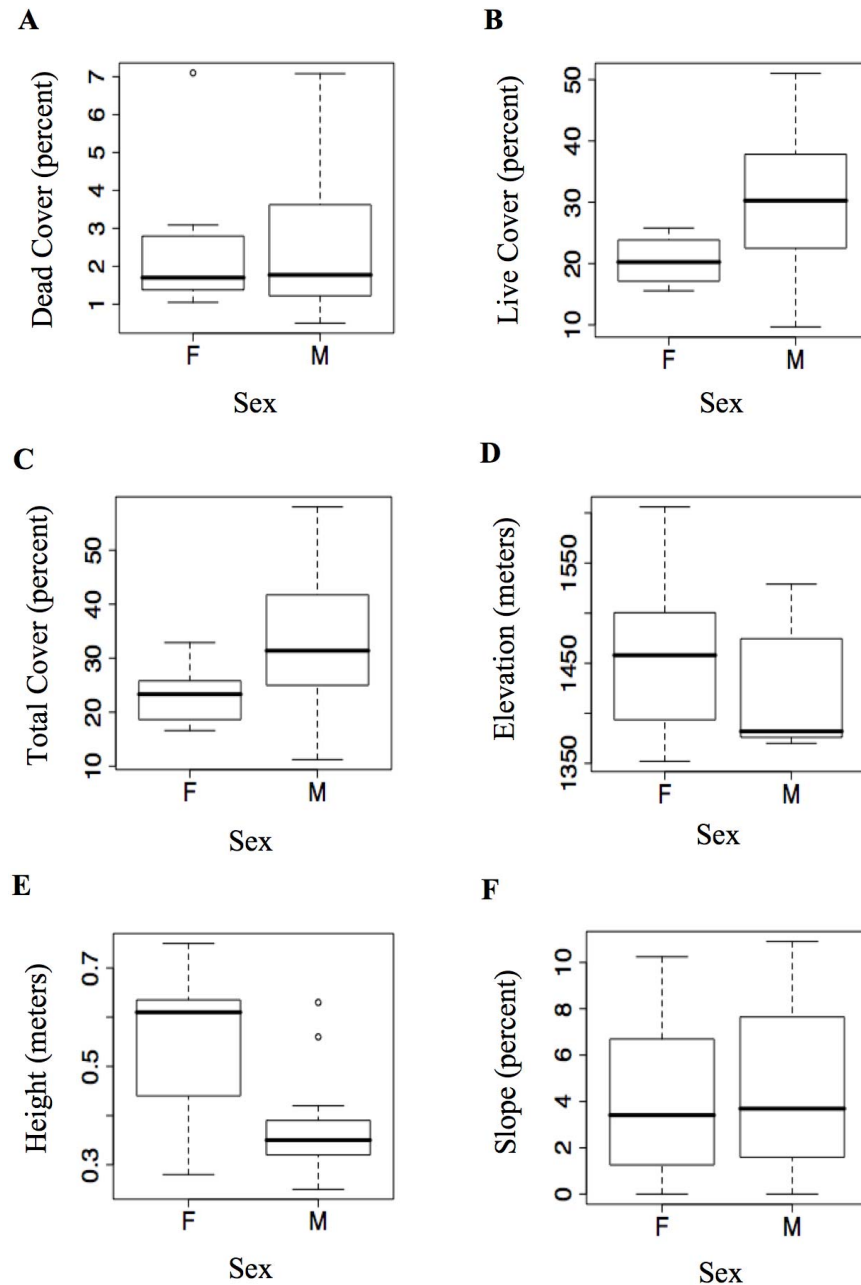 A
Dead Cover (percent)
7
6
5
4
3
2
1
F M
Sex
B
Live Cover (percent)
50
40
30
20
10
F M
Sex
C
Total Cover (percent)
50
40
30
20
10
F M
Sex
D
Elevation (meters)
1550
1450
1350
F M
Sex
E
Height (meters)
0.7
0.5
0.3
F M
Sex
F
Slope (percent)
10
8
6
4
2
0
F M
Sex